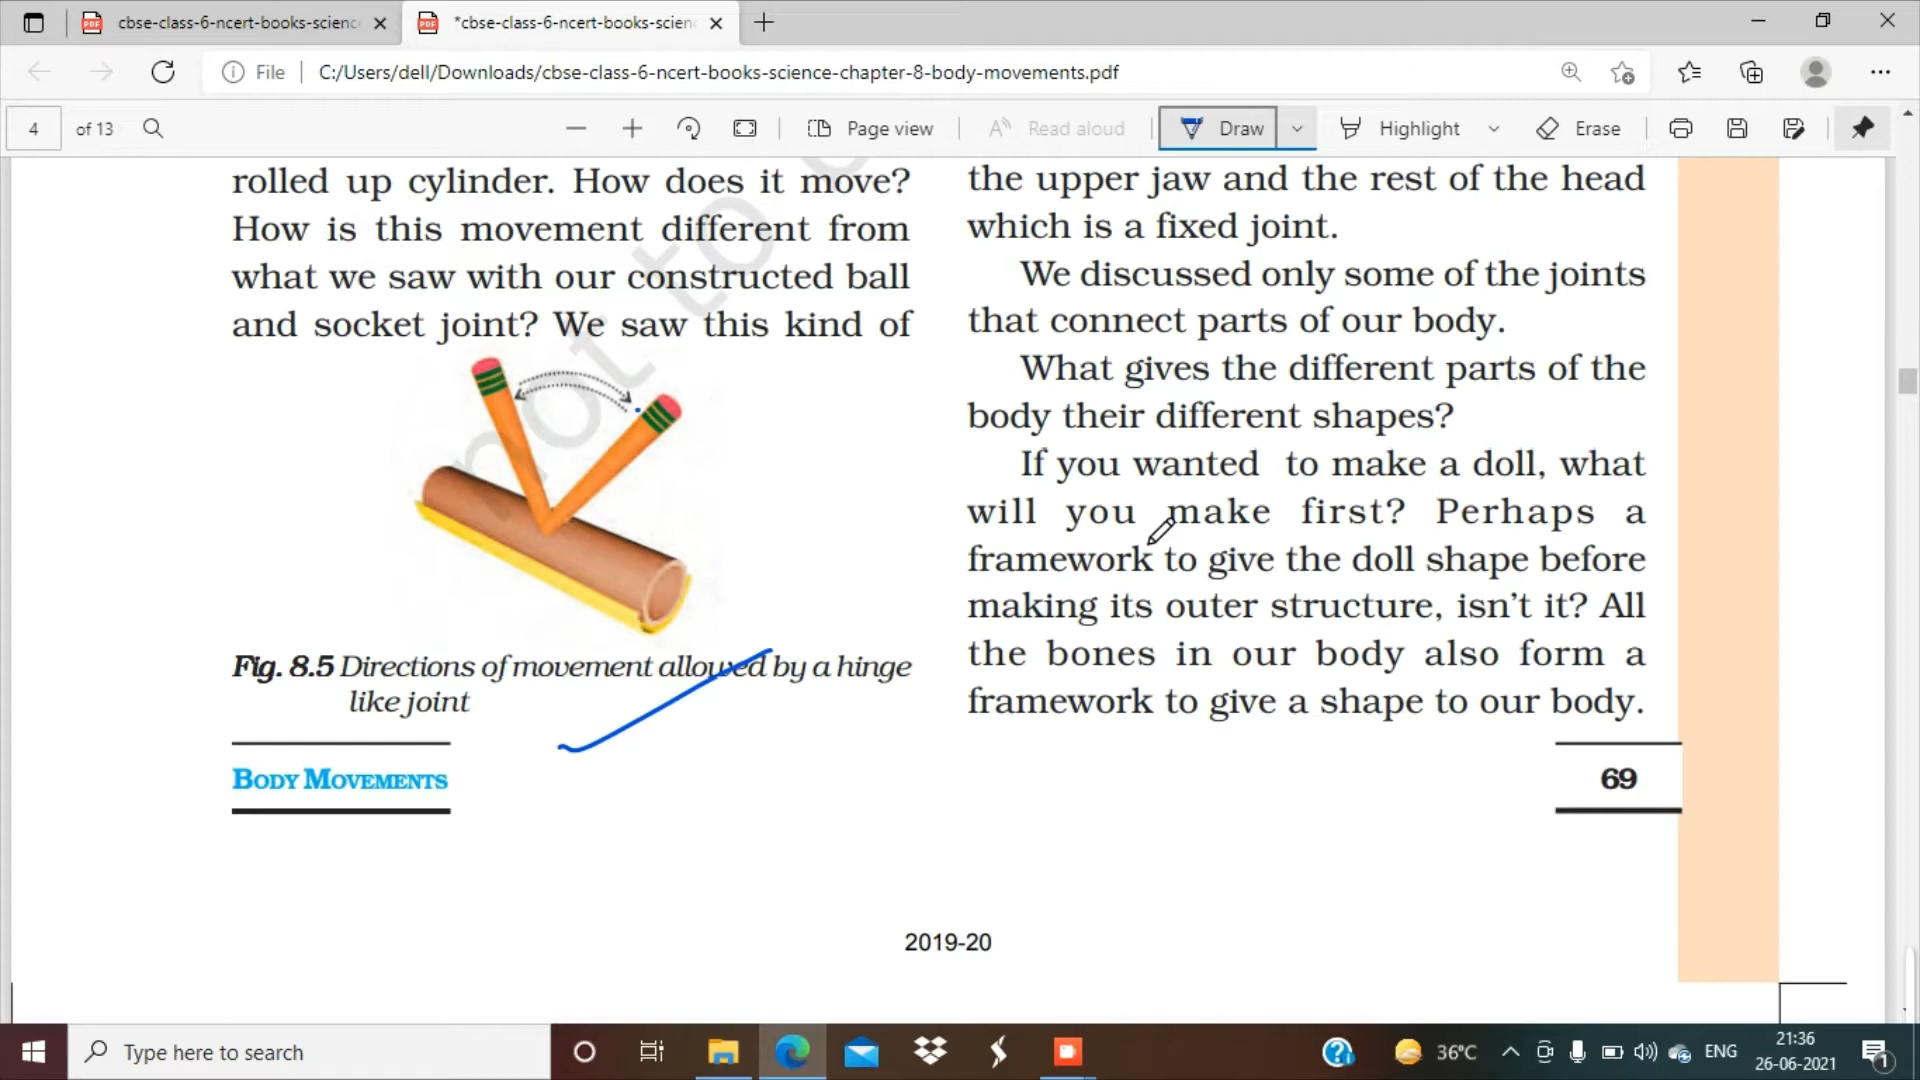 cbse-class-6-ncert-books-science
*cbse-class-6-ncert-books-scien
File
C:/Users/dell/Downloads/cbse-class-6-ncert-books-science-chapter-8-body-movements.pdf
4 of 13
Page view
Read aloud
Draw
Highlight
Erase
rolled up cylinder. How does it move?
How is this movement different from
what we saw with our constructed ball
and socket joint? We saw this kind of
not to
Fig. 8.5 Directions of movement allowed by a hinge
like joint
BODY MOVEMENTS
the upper jaw and the rest of the head
which is a fixed joint.
We discussed only some of the joints
that connect parts of our body.
What gives the different parts of the
body their different shapes?
If you wanted to make a doll, what
will you make first? Perhaps a
framework to give the doll shape before
making its outer structure, isn't it? All
the bones in our body also form a
framework to give a shape to our body.
69
2019-20
Type here to search
36°C
ENG
21:36
26-06-2021
1